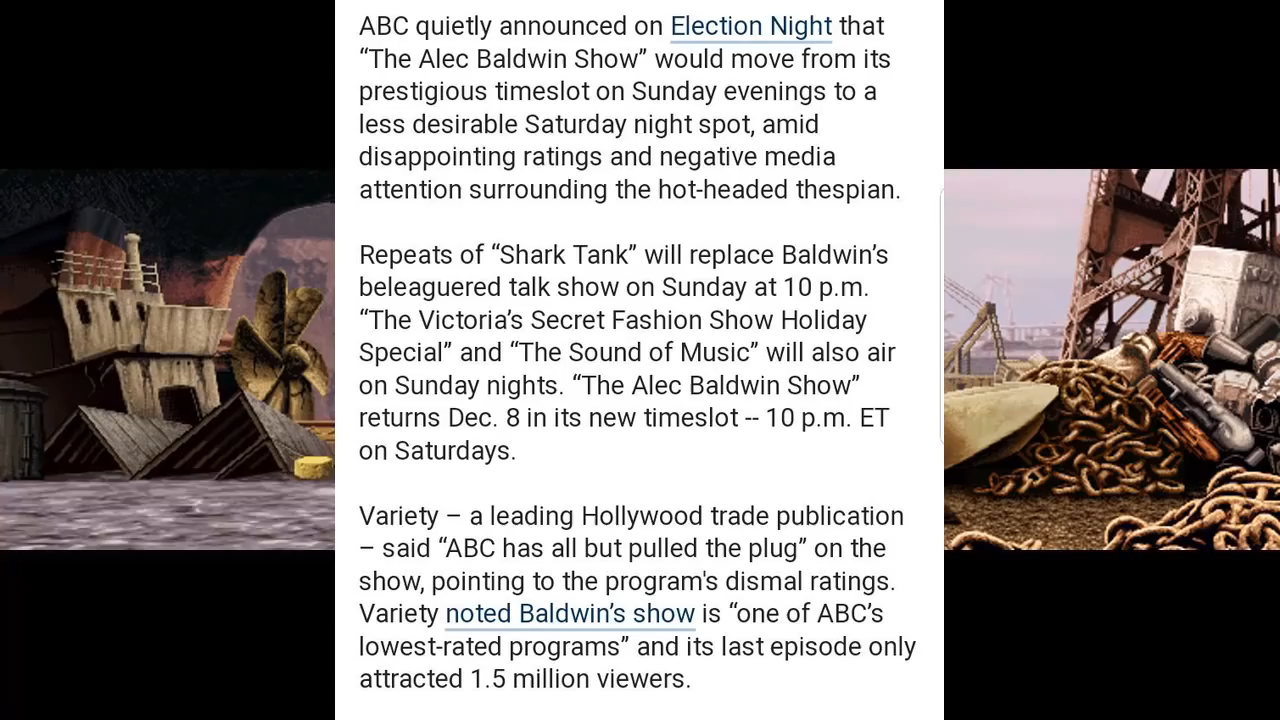 ABC quietly announced on Election Night that
“The Alec Baldwin Show” would move from its
prestigious timeslot on Sunday evenings to a
less desirable Saturday night spot, amid
disappointing ratings and negative media
attention surrounding the hot-headed thespian.
Repeats of “Shark Tank” will replace Baldwin’s
beleaguered talk show on Sunday at 10 p.m.
“The Victoria’s Secret Fashion Show Holiday
Special” and “The Sound of Music” will also air
on Sunday nights. “The Alec Baldwin Show”
returns Dec. 8 in its new timeslot -- 10 p.m. ET
on Saturdays.
Variety – a leading Hollywood trade publication
– said “ABC has all but pulled the plug” on the
show, pointing to the program's dismal ratings.
Variety noted Baldwin’s show is “one of ABC’s
lowest-rated programs” and its last episode only
attracted 1.5 million viewers.